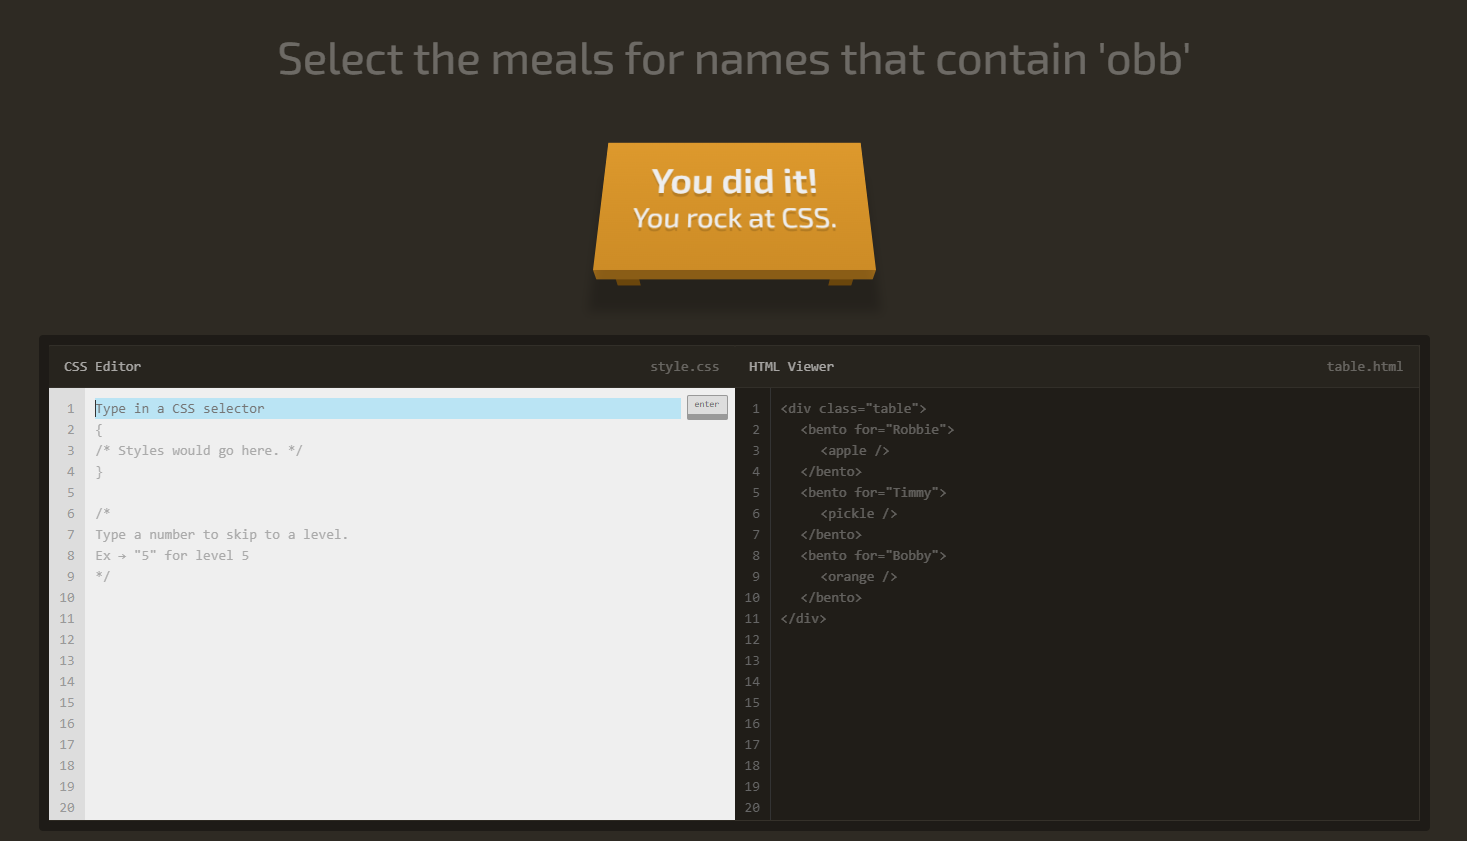 Select the meals for names that contain 'obb'
You did it!
You rock at CSS.
CSS Editor style.css
1 Type in a CSS selector enter
2 {
3 /* Styles would go here. */
4 }
5
6 /*
7 Type a number to skip to a level.
8 Ex → "5" for level 5
9 */
10
11
12
13
14
15
16
17
18
19
20
HTML Viewer table.html
1 <div class="table">
2 <bento for="Robbie">
3 <apple />
4 </bento>
5 <bento for="Timmy">
6 <pickle />
7 </bento>
8 <bento for="Bobby">
9 <orange />
10 </bento>
11 </div>
12
13
14
15
16
17
18
19
20